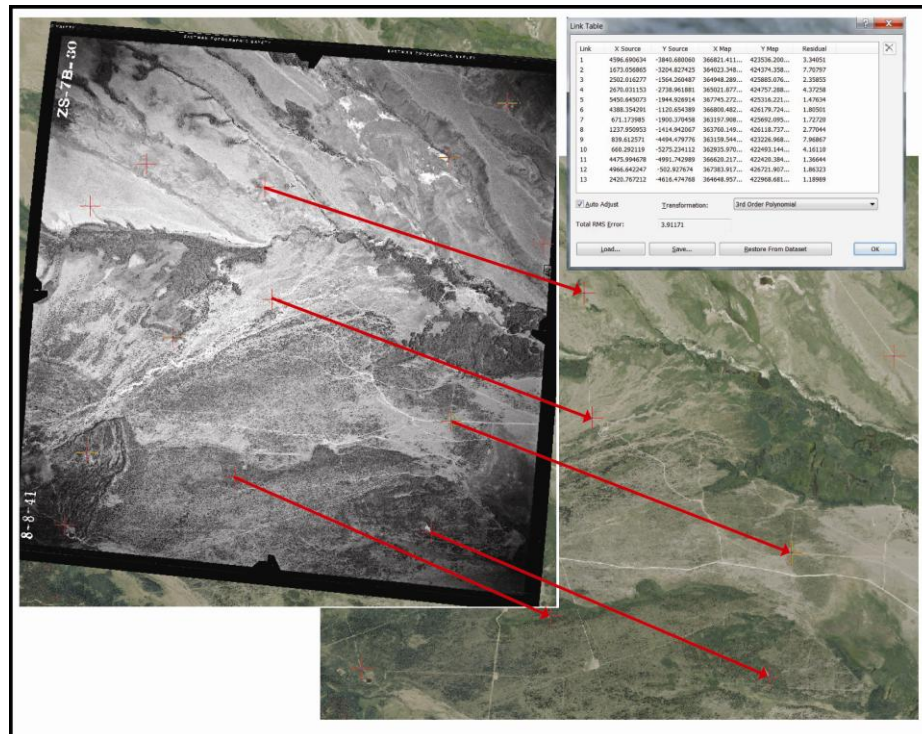 ZS-7B-30
8-8-41
Link Table
Link X Source Y Source X Map Y Map Residual
1 4596.690634 -3840.680060 366821.411... 423536.200... 3.34051
2 1673.056865 -3204.827425 364023.348... 424374.358... 7.70797
3 2502.016277 -1564.260487 364948.289... 425885.076... 2.35855
4 2670.031153 -2738.961881 365021.877... 424757.288... 4.37258
5 5450.645073 -1944.926914 367745.272... 425316.221... 1.47634
6 4388.354291 -1120.654389 366800.482... 426179.724... 1.80501
7 671.173985 -1900.370458 363197.908... 425692.095... 1.72720
8 1237.950953 -1414.942067 363760.149... 426118.737... 2.77044
9 839.612571 -4494.479776 363159.544... 423226.968... 7.96867
10 660.292119 -5275.234112 362935.970... 422493.144... 4.16110
11 4475.994678 -4991.742989 366620.217... 422420.384... 1.36644
12 4966.642247 -502.927674 367383.917... 426721.907... 1.86323
13 2420.767212 -4616.474768 364648.957... 422968.681... 1.18989
Auto Adjust Transformation: 3rd Order Polynomial
Total RMS Error: 3.91171
Load... Save... Restore From Dataset OK